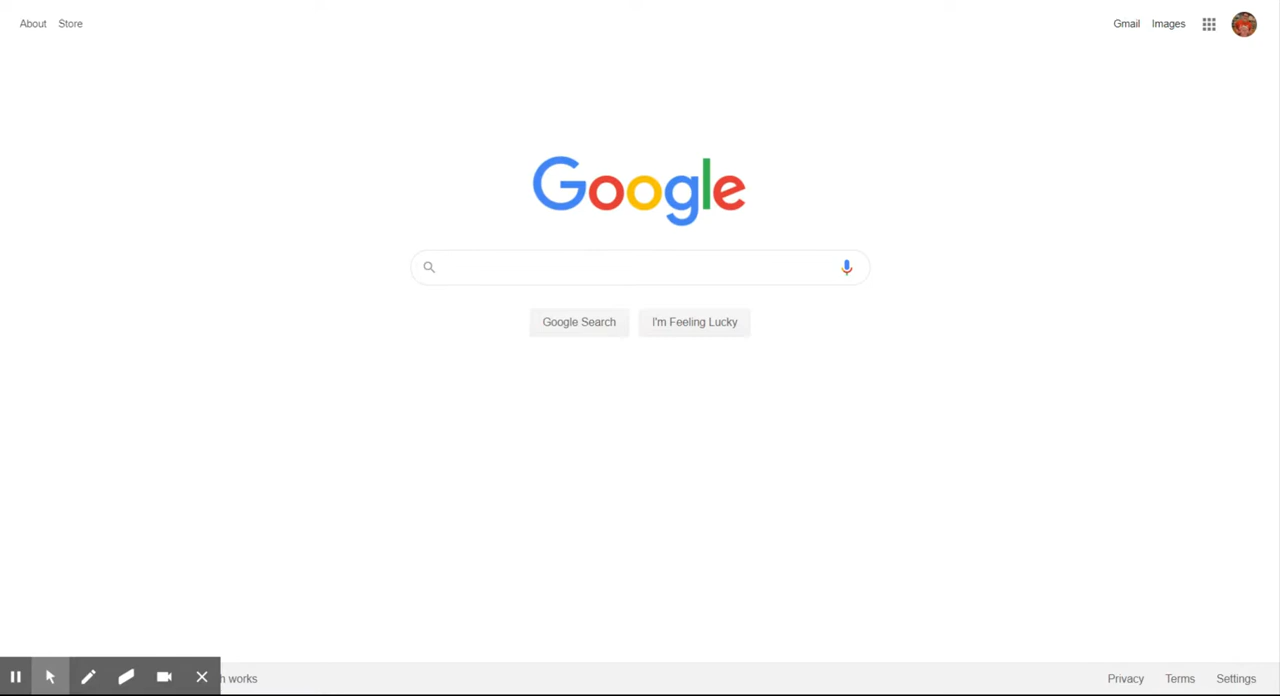 About Store
Gmail Images
Google
Google Search I'm Feeling Lucky
works
Privacy Terms Settings